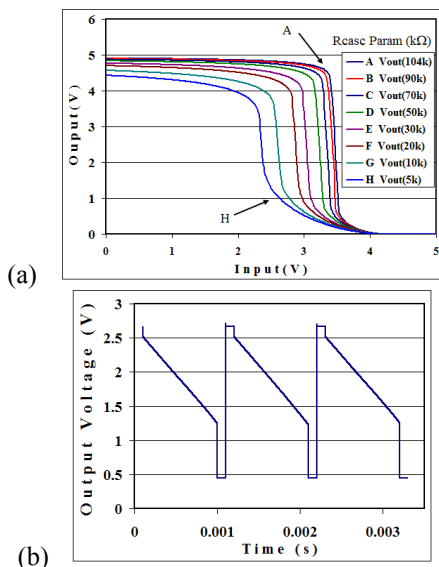 A
Rcasc Param (kΩ)
A Vout(104k)
B Vout(90k)
C Vout(70k)
D Vout(50k)
E Vout(30k)
F Vout(20k)
G Vout(10k)
H Vout(5k)
H
Ouput(V)
6
5
4
3
2
1
0
0 1 2 3 4 5
Input(V)
(a)
Output Voltage (V)
3
2.5
2
1.5
1
0.5
0
0 0.001 0.002 0.003
Time (s)
(b)